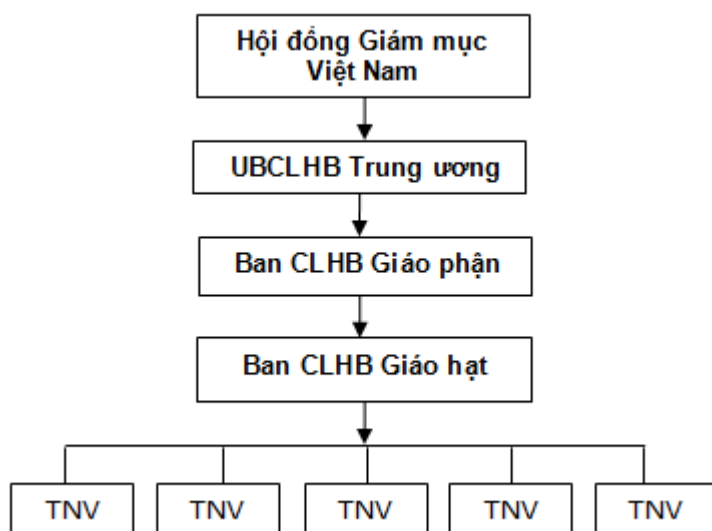 Hội đồng Giám mục
Việt Nam
UBCLHB Trung ương
Ban CLHB Giáo phận
Ban CLHB Giáo hạt
TNV TNV TNV TNV TNV